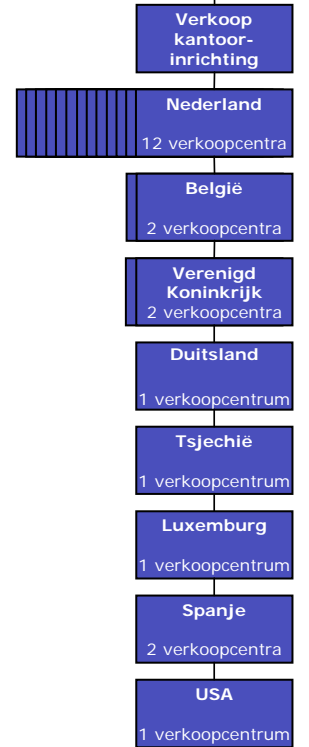 Verkoop
kantoor-
inrichting
Nederland
12 verkoopcentra
België
2 verkoopcentra
Verenigd
Koninkrijk
2 verkoopcentra
Duitsland
1 verkoopcentrum
Tsjechië
1 verkoopcentrum
Luxemburg
1 verkoopcentrum
Spanje
2 verkoopcentra
USA
1 verkoopcentrum